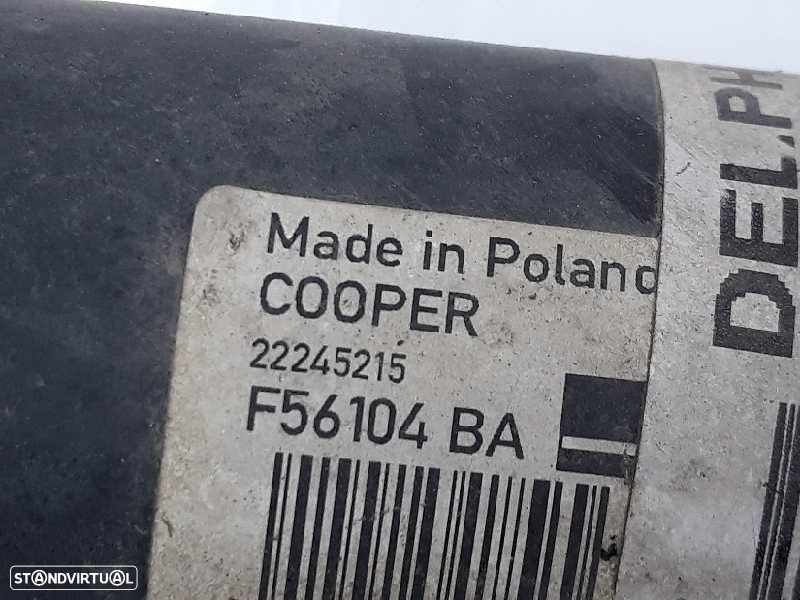 Made in Poland
COOPER
22245215
F56104 BA
DELPH
STANDVIRTUAL